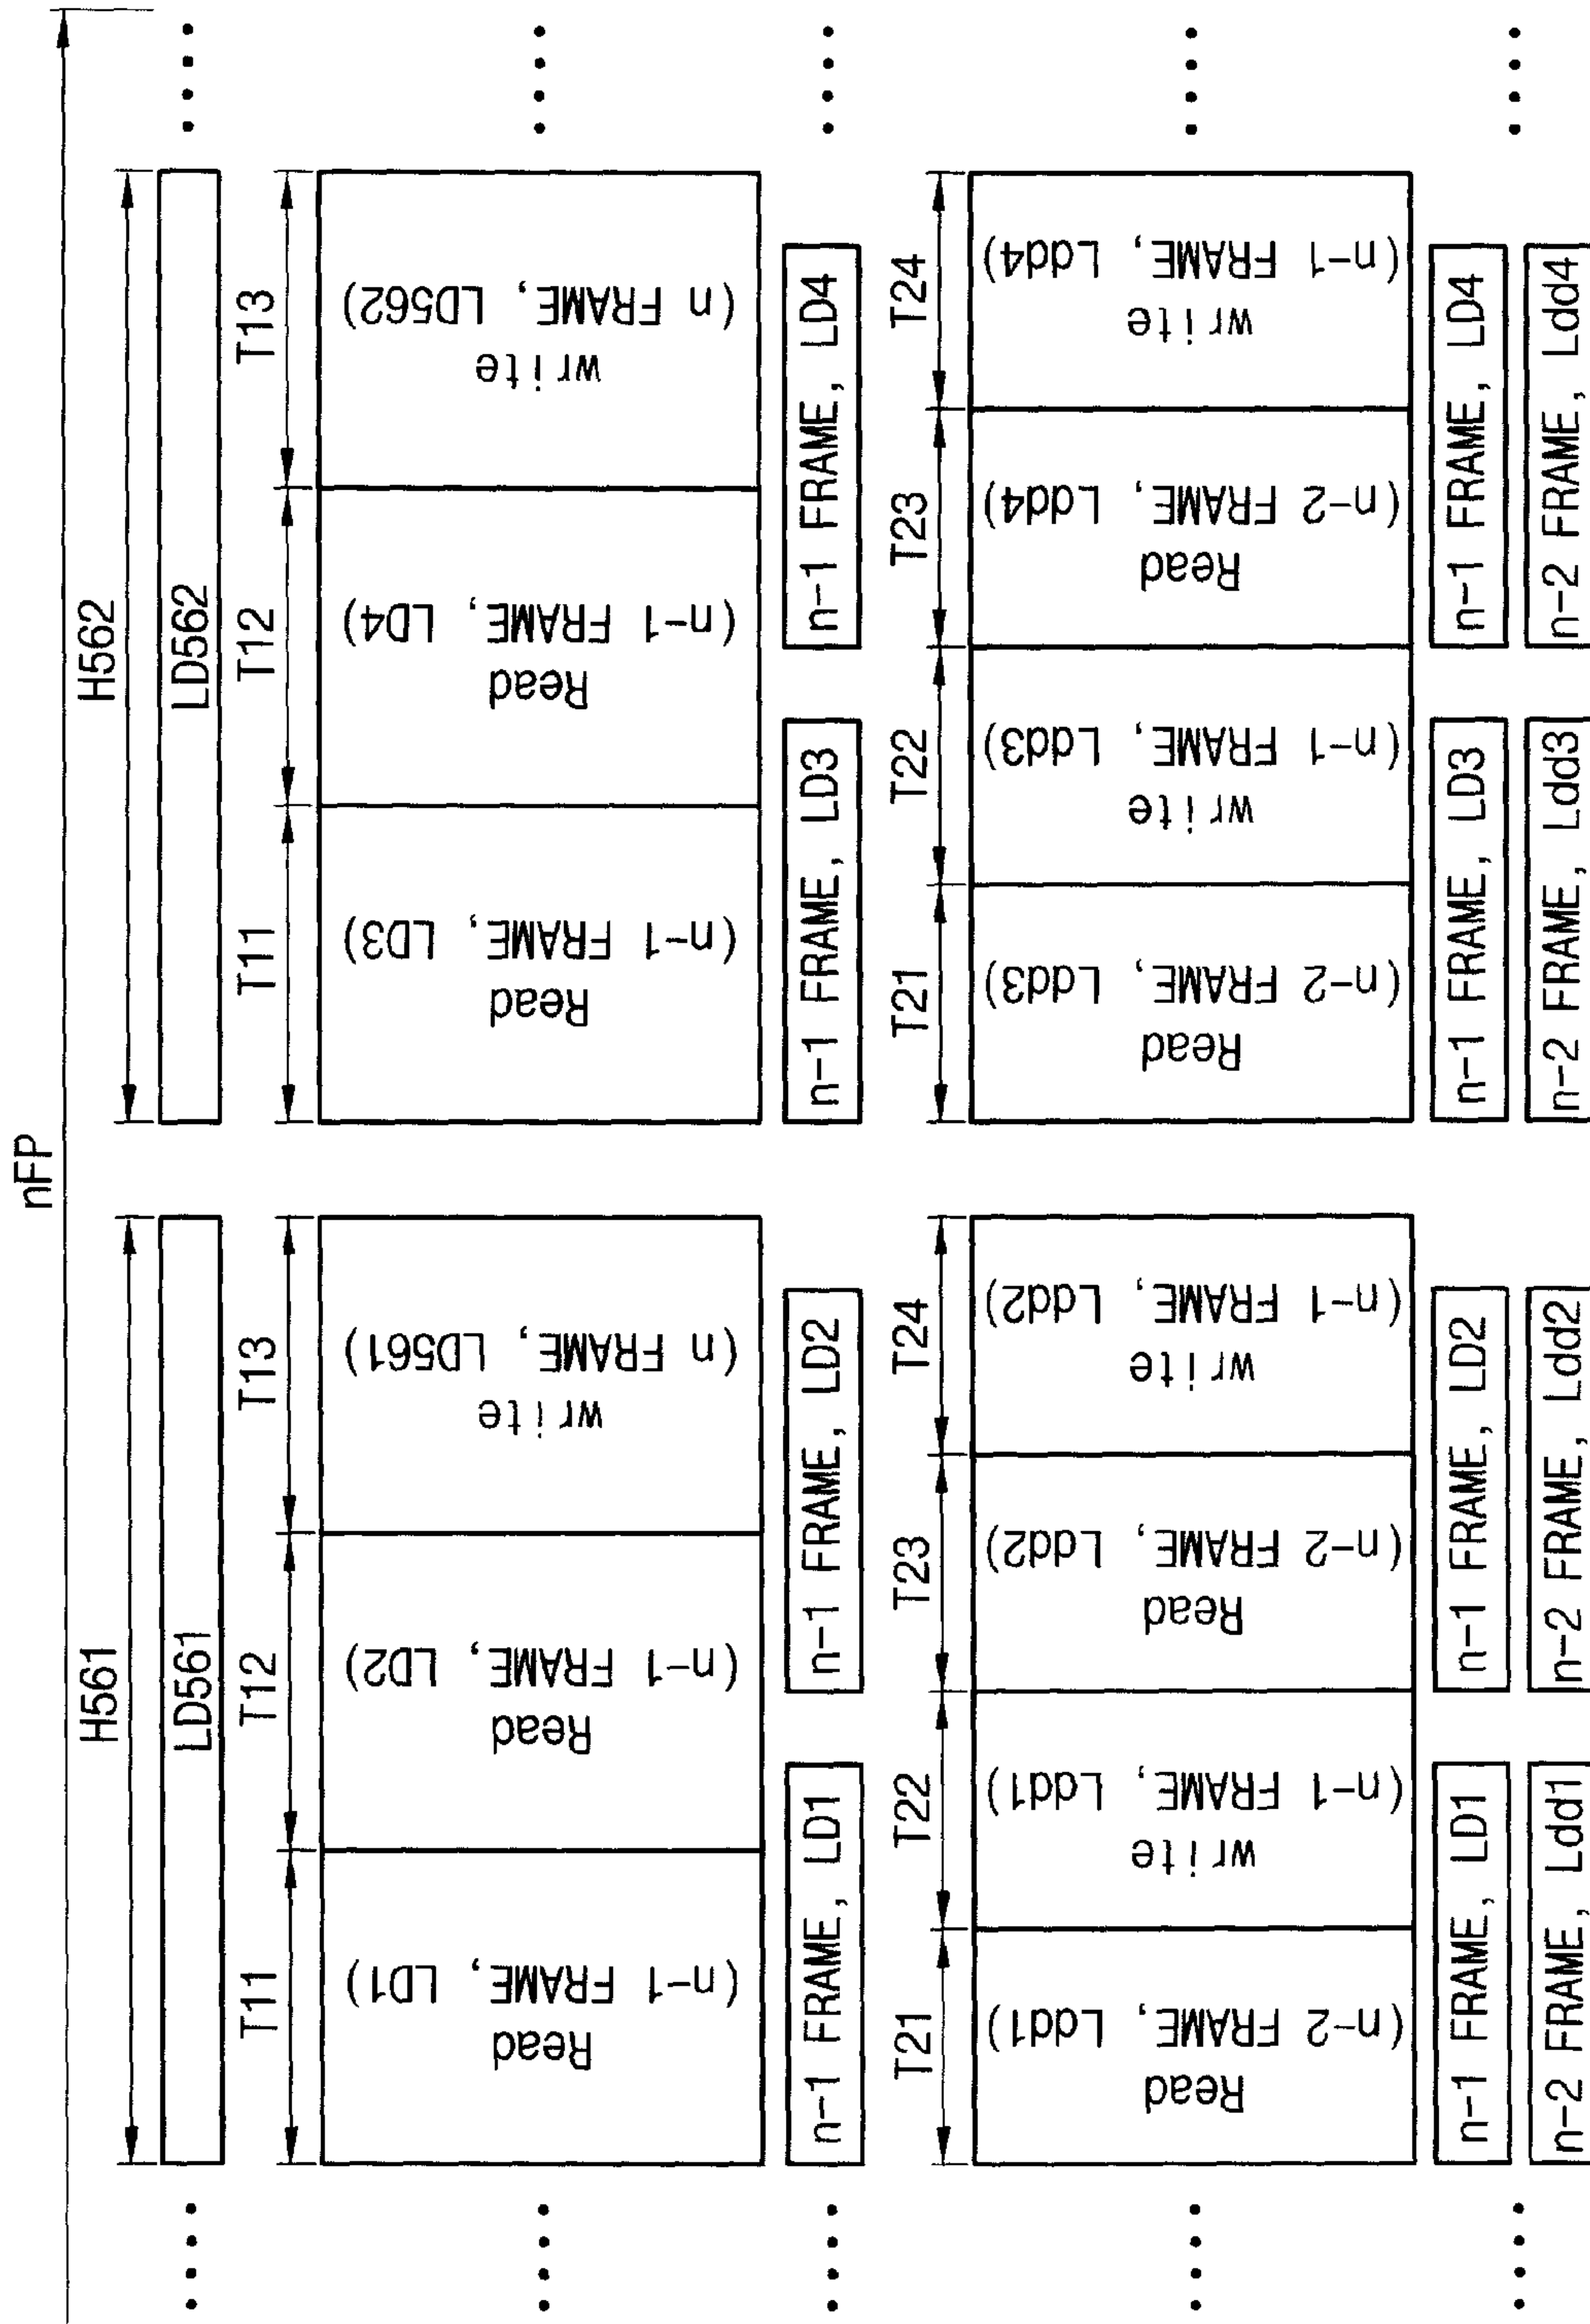 nFP
H561
H562
LD561
LD562
T11
T12
T13
T11
T12
T13
Read
(n-1 FRAME, LD1)
Read
(n-1 FRAME, LD2)
write
(n FRAME, LD561)
Read
(n-1 FRAME, LD3)
Read
(n-1 FRAME, LD4)
write
(n FRAME, LD562)
n-1 FRAME, LD1
n-1 FRAME, LD2
n-1 FRAME, LD3
n-1 FRAME, LD4
T21
T22
T23
T24
T21
T22
T23
T24
Read
(n-2 FRAME, Ldd1)
write
(n-1 FRAME, Ldd1)
Read
(n-2 FRAME, Ldd2)
write
(n-1 FRAME, Ldd2)
Read
(n-2 FRAME, Ldd3)
write
(n-1 FRAME, Ldd3)
Read
(n-2 FRAME, Ldd4)
write
(n-1 FRAME, Ldd4)
n-1 FRAME, LD1
n-1 FRAME, LD2
n-1 FRAME, LD3
n-1 FRAME, LD4
n-2 FRAME, Ldd1
n-2 FRAME, Ldd2
n-2 FRAME, Ldd3
n-2 FRAME, Ldd4